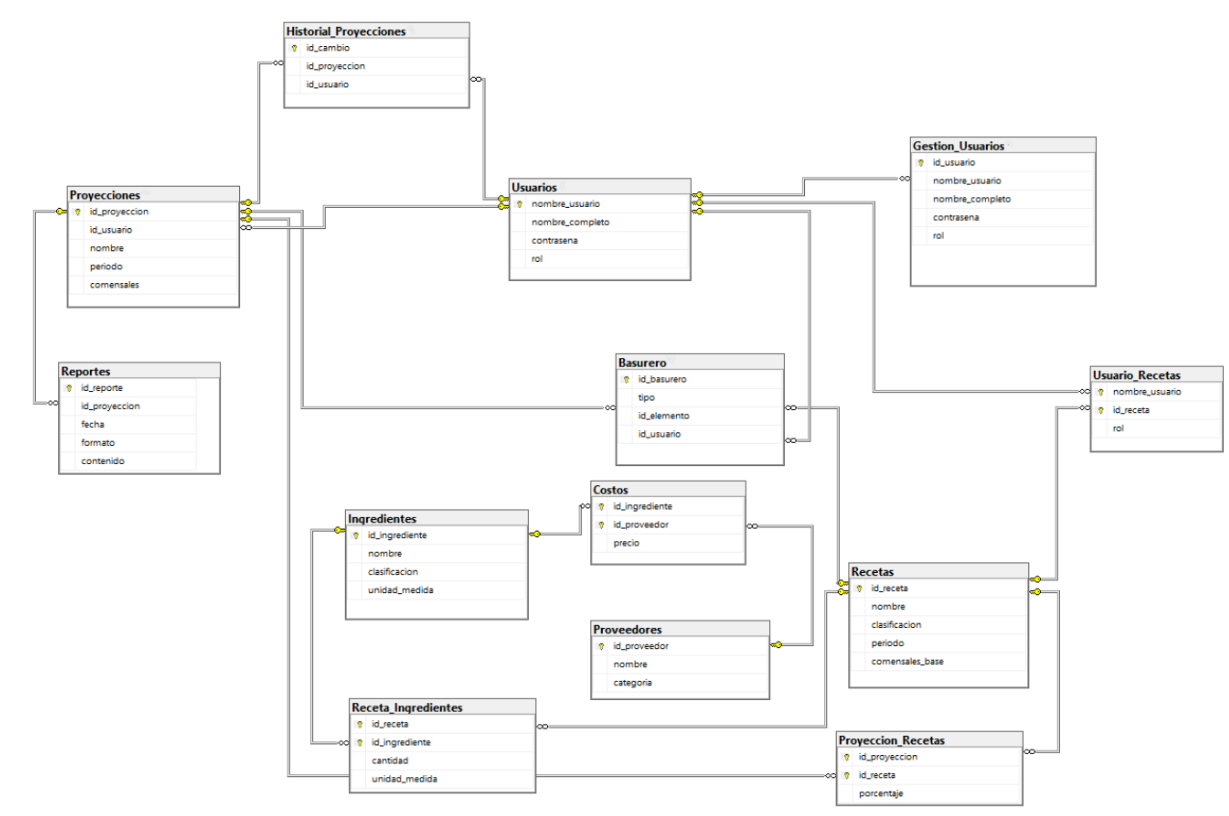 Historial_Proyecciones
id_cambio
id_proyeccion
id_usuario
Gestion_Usuarios
id_usuario
nombre_usuario
nombre_completo
contrasena
rol
Usuarios
nombre_usuario
nombre_completo
contrasena
rol
Proyecciones
id_proyeccion
id_usuario
nombre
periodo
comensales
Reportes
id_reporte
id_proyeccion
fecha
formato
contenido
Basurero
id_basurero
tipo
id_elemento
id_usuario
Usuario_Recetas
nombre_usuario
id_receta
rol
Costos
id_ingrediente
id_proveedor
precio
Ingredientes
id_ingrediente
nombre
clasificacion
unidad_medida
Recetas
id_receta
nombre
clasificacion
periodo
comensales_base
Proveedores
id_proveedor
nombre
categoria
Receta_Ingredientes
id_receta
id_ingrediente
cantidad
unidad_medida
Proyeccion_Recetas
id_proyeccion
id_receta
porcentaje